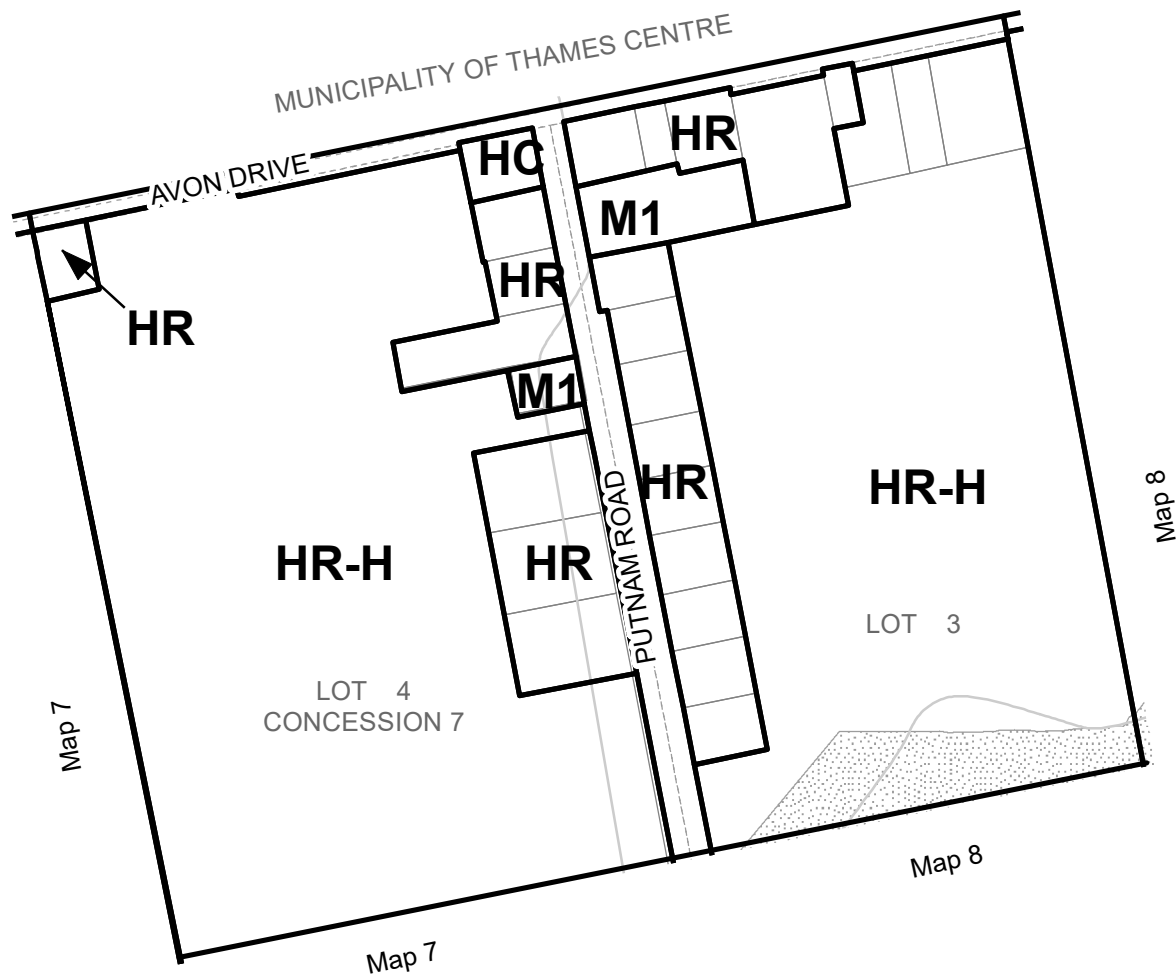 MUNICIPALITY OF THAMES CENTRE
AVON DRIVE
HC
HR
M1
HR
HR
M1
HR
HR
HR-H
HR-H
PUTNAM ROAD
LOT 3
LOT 4
CONCESSION 7
Map 7
Map 8
Map 8
Map 7